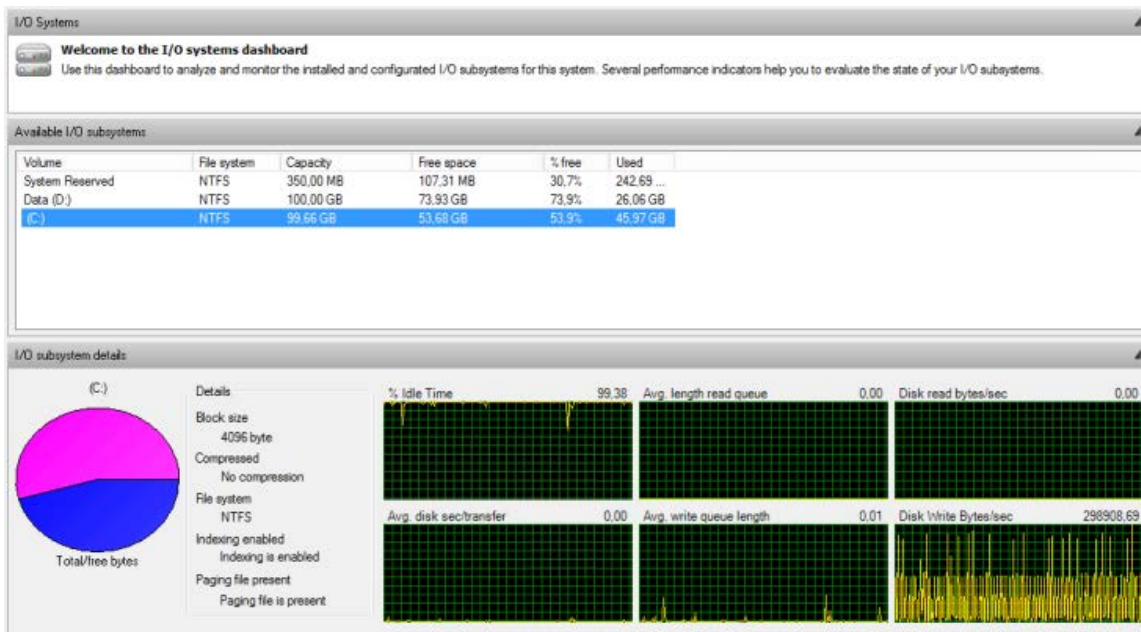 I/O Systems
Welcome to the I/O systems dashboard
Use this dashboard to analyze and monitor the installed and configurated I/O subsystems for this system. Several performance indicators help you to evaluate the state of your I/O subsystems.
Available I/O subsystems
Volume File system Capacity Free space % free Used
System Reserved NTFS 350,00 MB 107,31 MB 30,7% 242,69 ...
Data (D:) NTFS 100,00 GB 73,93 GB 73,9% 26,06 GB
(C:) NTFS 99,66 GB 53,68 GB 53,9% 45,97 GB
I/O subsystem details
(C:)
Total/free bytes
Details
Block size
4096 byte
Compressed
No compression
File system
NTFS
Indexing enabled
Indexing is enabled
Paging file present
Paging file is present
% Idle Time 99,38
Avg. length read queue 0,00
Disk read bytes/sec 0,00
Avg. disk sec/transfer 0,00
Avg. write queue length 0,01
Disk Write Bytes/sec 298908,69